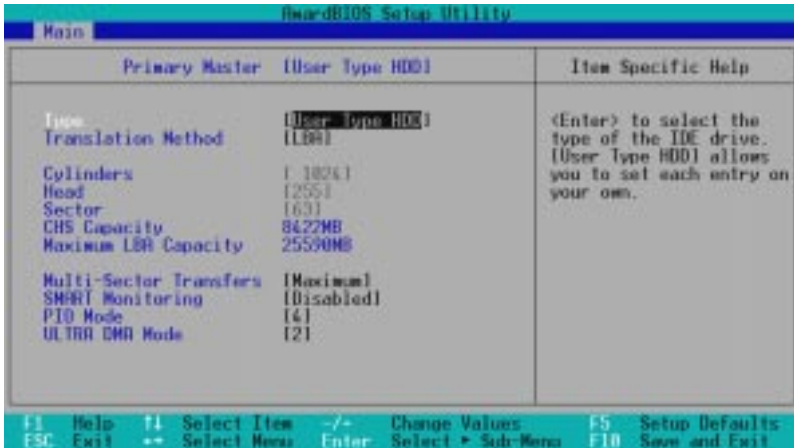 AwardBIOS Setup Utility
Main
Primary Master [User Type HDD]
Item Specific Help
Type [User Type HDD]
Translation Method [LBA]
Cylinders [ 1024]
Head [255]
Sector [63]
CHS Capacity 8422MB
Maximum LBA Capacity 25590MB
Multi-Sector Transfers [Maximum]
SMART Monitoring [Disabled]
PIO Mode [4]
ULTRA DMA Mode [2]
<Enter> to select the
type of the IDE drive.
[User Type HDD] allows
you to set each entry on
your own.
F1 Help ↑↓ Select Item -/+ Change Values F5 Setup Defaults
ESC Exit ←→ Select Menu Enter Select ► Sub-Menu F10 Save and Exit